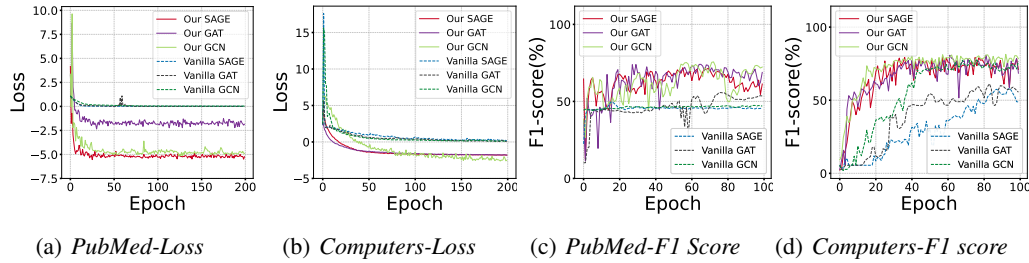 10.0
7.5
5.0
2.5
0.0
−2.5
−5.0
7.5
Loss
0
50
100
150
200
Epoch
Our SAGE
Our GAT
Our GCN
Vanilla SAGE
Vanilla GAT
Vanilla GCN
(a) PubMed-Loss
15
10
5
0
−5
Loss
0
50
100
150
200
Epoch
Our SAGE
Our GAT
Our GCN
Vanilla SAGE
Vanilla GAT
Vanilla GCN
(b) Computers-Loss
100
50
0
F1-score(%)
0
20
40
60
80
100
Epoch
Our SAGE
Our GAT
Our GCN
Vanilla SAGE
Vanilla GAT
Vanilla GCN
(c) PubMed-F1 Score
100
50
0
F1-score(%)
0
20
40
60
80
100
Epoch
Our SAGE
Our GAT
Our GCN
Vanilla SAGE
Vanilla GAT
Vanilla GCN
(d) Computers-F1 score